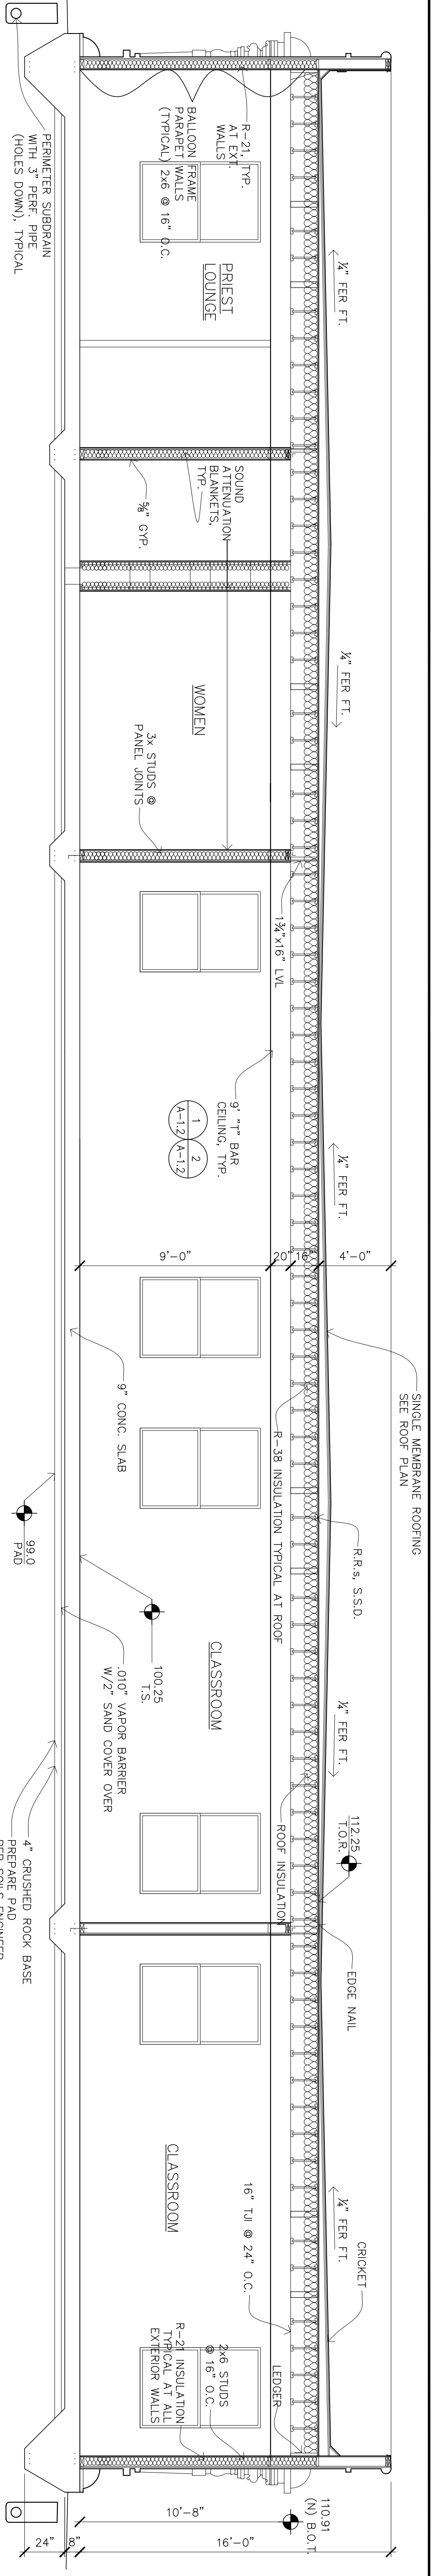 SINGLE MEMBRANE ROOFING
SEE ROOF PLAN
¼" FER FT.
¼" FER FT.
¼" FER FT.
R.R.s, S.S.D.
¼" FER FT.
112.25
T.O.R.
EDGE NAIL
¼" FER FT.
CRICKET
4'-0"
16"
20"
9'-0"
R-21, TYP.
AT EXT.
WALLS
BALLOON FRAME
PARAPET WALLS
(TYPICAL) 2x6 @ 16" O.C.
PRIEST
LOUNGE
SOUND
ATTENUATION
BLANKETS,
TYP.
⅝" GYP.
WOMEN
3x STUDS @
PANEL JOINTS
1¾"x16" LVL
9' "T" BAR
CEILING, TYP.
1
A-1.2
2
A-1.2
R-38 INSULATION TYPICAL AT ROOF
ROOF INSULATION
9" CONC. SLAB
99.0
PAD
100.25
T.S.
CLASSROOM
.010" VAPOR BARRIER
W/2" SAND COVER OVER
4" CRUSHED ROCK BASE
PREPARE PAD
PER SOILS ENGINEER
CLASSROOM
16" TJI @ 24" O.C.
LEDGER
2x6 STUDS
@ 16" O.C.
R-21 INSULATION
TYPICAL AT ALL
EXTERIOR WALLS
110.91
(N) B.O.T.
10'-8"
16'-0"
8"
24"
PERIMETER SUBDRAIN
WITH 3" PERF. PIPE
(HOLES DOWN), TYPICAL